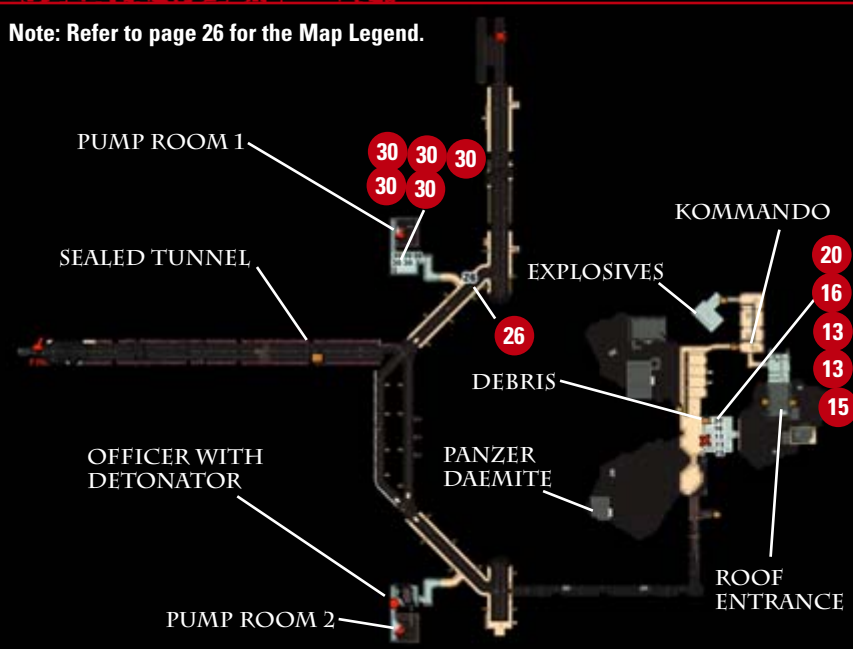 Note: Refer to page 26 for the Map Legend.
PUMP ROOM 1
30 30 30
30 30
SEALED TUNNEL
26
26
KOMMANDO
EXPLOSIVES
20
16
13
13
15
DEBRIS
OFFICER WITH
DETONATOR
PANZER
DAEMITE
ROOF
ENTRANCE
PUMP ROOM 2